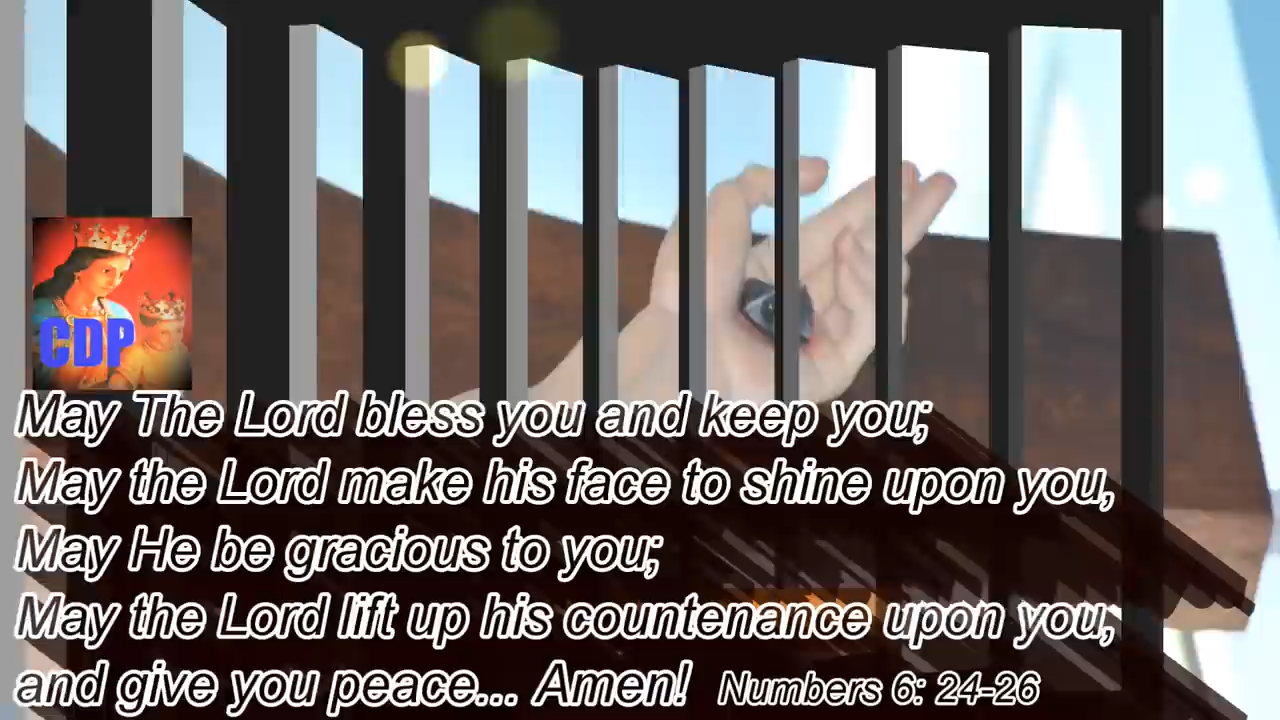 CDP
May The Lord bless you and keep you;
May the Lord make his face to shine upon you,
May He be gracious to you;
May the Lord lift up his countenance upon you,
and give you peace... Amen! Numbers 6: 24-26